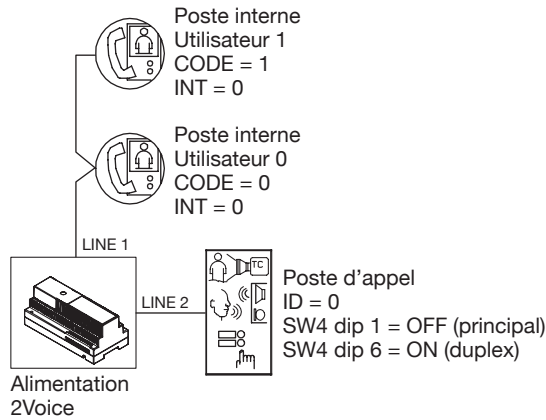 Poste interne
Utilisateur 1
CODE = 1
INT = 0
Poste interne
Utilisateur 0
CODE = 0
INT = 0
LINE 1
LINE 2
TC
Poste d'appel
ID = 0
SW4 dip 1 = OFF (principal)
SW4 dip 6 = ON (duplex)
Alimentation
2Voice